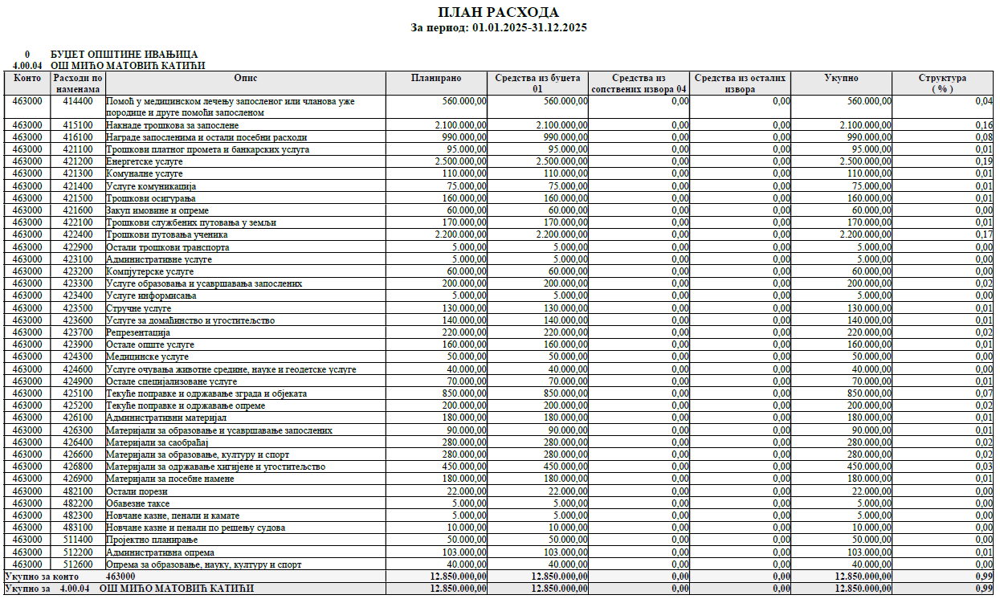 ПЛАН РАСХОДА
За период: 01.01.2025-31.12.2025
0 БУЏЕТ ОПШТИНЕ ИВАЊИЦА
4.00.04 ОШ МИЋО МАТОВИЋ КАТИЋИ
Конто Расходи по Опис Планирано Средства из буџета Средства из Средства из осталих Укупно Структура
наменама 01 сопствених извора 04 извора ( % )
463000 414400 Помоћ у медицинском лечењу запосленог или чланова уже 560.000,00 560.000,00 0,00 0,00 560.000,00 0,04
породице и друге помоћи запосленом
463000 415100 Накнаде трошкова за запослене 2.100.000,00 2.100.000,00 0,00 0,00 2.100.000,00 0,16
463000 416100 Награде запосленима и остали посебни расходи 990.000,00 990.000,00 0,00 0,00 990.000,00 0,08
463000 421100 Трошкови платног промета и банкарских услуга 95.000,00 95.000,00 0,00 0,00 95.000,00 0,01
463000 421200 Енергетске услуге 2.500.000,00 2.500.000,00 0,00 0,00 2.500.000,00 0,19
463000 421300 Комуналне услуге 110.000,00 110.000,00 0,00 0,00 110.000,00 0,01
463000 421400 Услуге комуникација 75.000,00 75.000,00 0,00 0,00 75.000,00 0,01
463000 421500 Трошкови осигурања 160.000,00 160.000,00 0,00 0,00 160.000,00 0,01
463000 421600 Закуп имовине и опреме 60.000,00 60.000,00 0,00 0,00 60.000,00 0,00
463000 422100 Трошкови службених путовања у земљи 170.000,00 170.000,00 0,00 0,00 170.000,00 0,01
463000 422400 Трошкови путовања ученика 2.200.000,00 2.200.000,00 0,00 0,00 2.200.000,00 0,17
463000 422900 Остали трошкови транспорта 5.000,00 5.000,00 0,00 0,00 5.000,00 0,00
463000 423100 Административне услуге 5.000,00 5.000,00 0,00 0,00 5.000,00 0,00
463000 423200 Компјутерске услуге 60.000,00 60.000,00 0,00 0,00 60.000,00 0,00
463000 423300 Услуге образовања и усавршавања запослених 200.000,00 200.000,00 0,00 0,00 200.000,00 0,02
463000 423400 Услуге информисања 5.000,00 5.000,00 0,00 0,00 5.000,00 0,00
463000 423500 Стручне услуге 130.000,00 130.000,00 0,00 0,00 130.000,00 0,01
463000 423600 Услуге за домаћинство и угоститељство 140.000,00 140.000,00 0,00 0,00 140.000,00 0,01
463000 423700 Репрезентација 220.000,00 220.000,00 0,00 0,00 220.000,00 0,02
463000 423900 Остале опште услуге 160.000,00 160.000,00 0,00 0,00 160.000,00 0,01
463000 424300 Медицинске услуге 50.000,00 50.000,00 0,00 0,00 50.000,00 0,00
463000 424600 Услуге очувања животне средине, науке и геодетске услуге 40.000,00 40.000,00 0,00 0,00 40.000,00 0,00
463000 424900 Остале специјализоване услуге 70.000,00 70.000,00 0,00 0,00 70.000,00 0,01
463000 425100 Текуће поправке и одржавање зграда и објеката 850.000,00 850.000,00 0,00 0,00 850.000,00 0,07
463000 425200 Текуће поправке и одржавање опреме 200.000,00 200.000,00 0,00 0,00 200.000,00 0,02
463000 426100 Административни материјал 180.000,00 180.000,00 0,00 0,00 180.000,00 0,01
463000 426300 Материјали за образовање и усавршавање запослених 90.000,00 90.000,00 0,00 0,00 90.000,00 0,01
463000 426400 Материјали за саобраћај 280.000,00 280.000,00 0,00 0,00 280.000,00 0,02
463000 426600 Материјали за образовање, културу и спорт 280.000,00 280.000,00 0,00 0,00 280.000,00 0,02
463000 426800 Материјали за одржавање хигијене и угоститељство 450.000,00 450.000,00 0,00 0,00 450.000,00 0,03
463000 426900 Материјали за посебне намене 180.000,00 180.000,00 0,00 0,00 180.000,00 0,01
463000 482100 Остали порези 22.000,00 22.000,00 0,00 0,00 22.000,00 0,00
463000 482200 Обавезне таксе 5.000,00 5.000,00 0,00 0,00 5.000,00 0,00
463000 482300 Новчане казне, пенали и камате 5.000,00 5.000,00 0,00 0,00 5.000,00 0,00
463000 483100 Новчане казне и пенали по решењу судова 10.000,00 10.000,00 0,00 0,00 10.000,00 0,00
463000 511400 Пројектно планирање 50.000,00 50.000,00 0,00 0,00 50.000,00 0,00
463000 512200 Административна опрема 103.000,00 103.000,00 0,00 0,00 103.000,00 0,01
463000 512600 Опрема за образовање, науку, културу и спорт 40.000,00 40.000,00 0,00 0,00 40.000,00 0,00
Укупно за конто 463000 12.850.000,00 12.850.000,00 0,00 0,00 12.850.000,00 0,99
Укупно за 4.00.04 ОШ МИЋО МАТОВИЋ КАТИЋИ 12.850.000,00 12.850.000,00 0,00 0,00 12.850.000,00 0,99